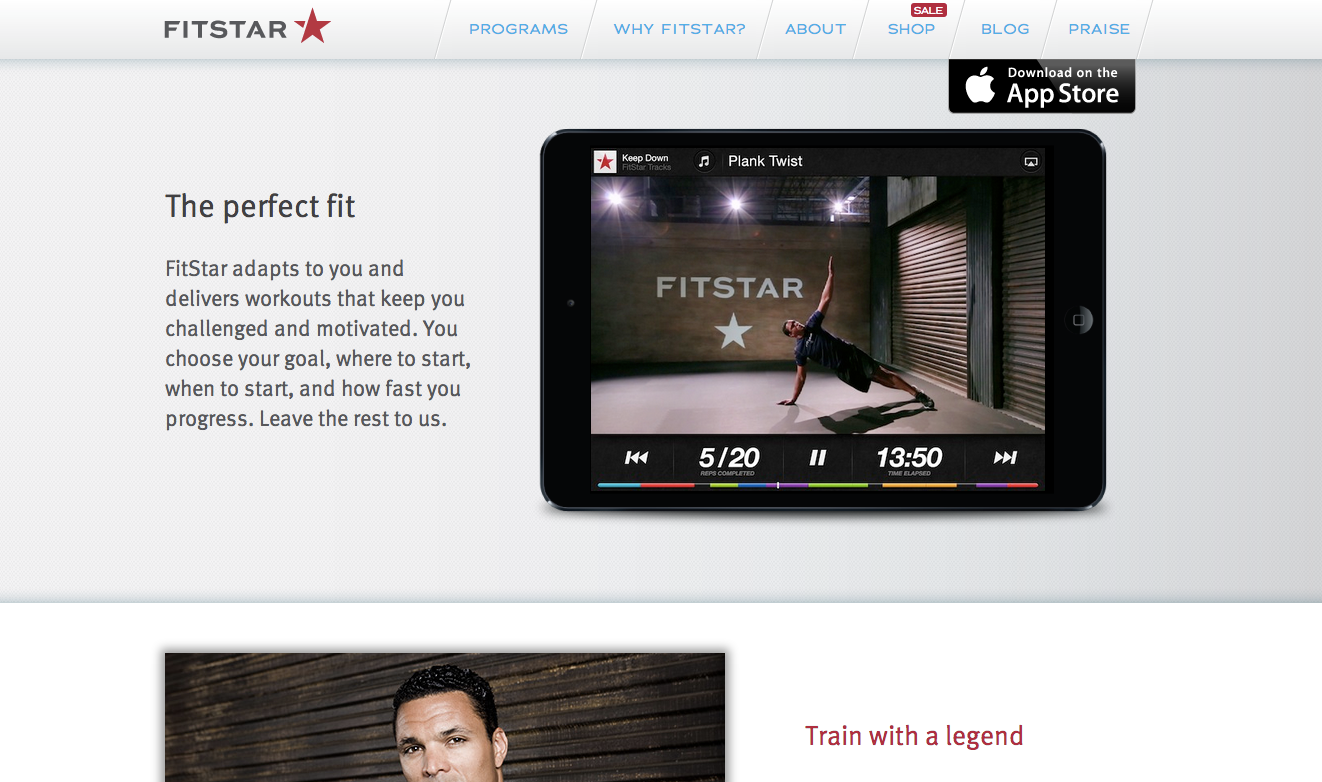 FITSTAR
PROGRAMS
WHY FITSTAR?
ABOUT
SALE
SHOP
BLOG
PRAISE
Download on the
App Store
The perfect fit
FitStar adapts to you and
delivers workouts that keep you
challenged and motivated. You
choose your goal, where to start,
when to start, and how fast you
progress. Leave the rest to us.
Keep Down
FitStar Tracks
Plank Twist
FITSTAR
5/20
REPS COMPLETED
13:50
TIME ELAPSED
Train with a legend